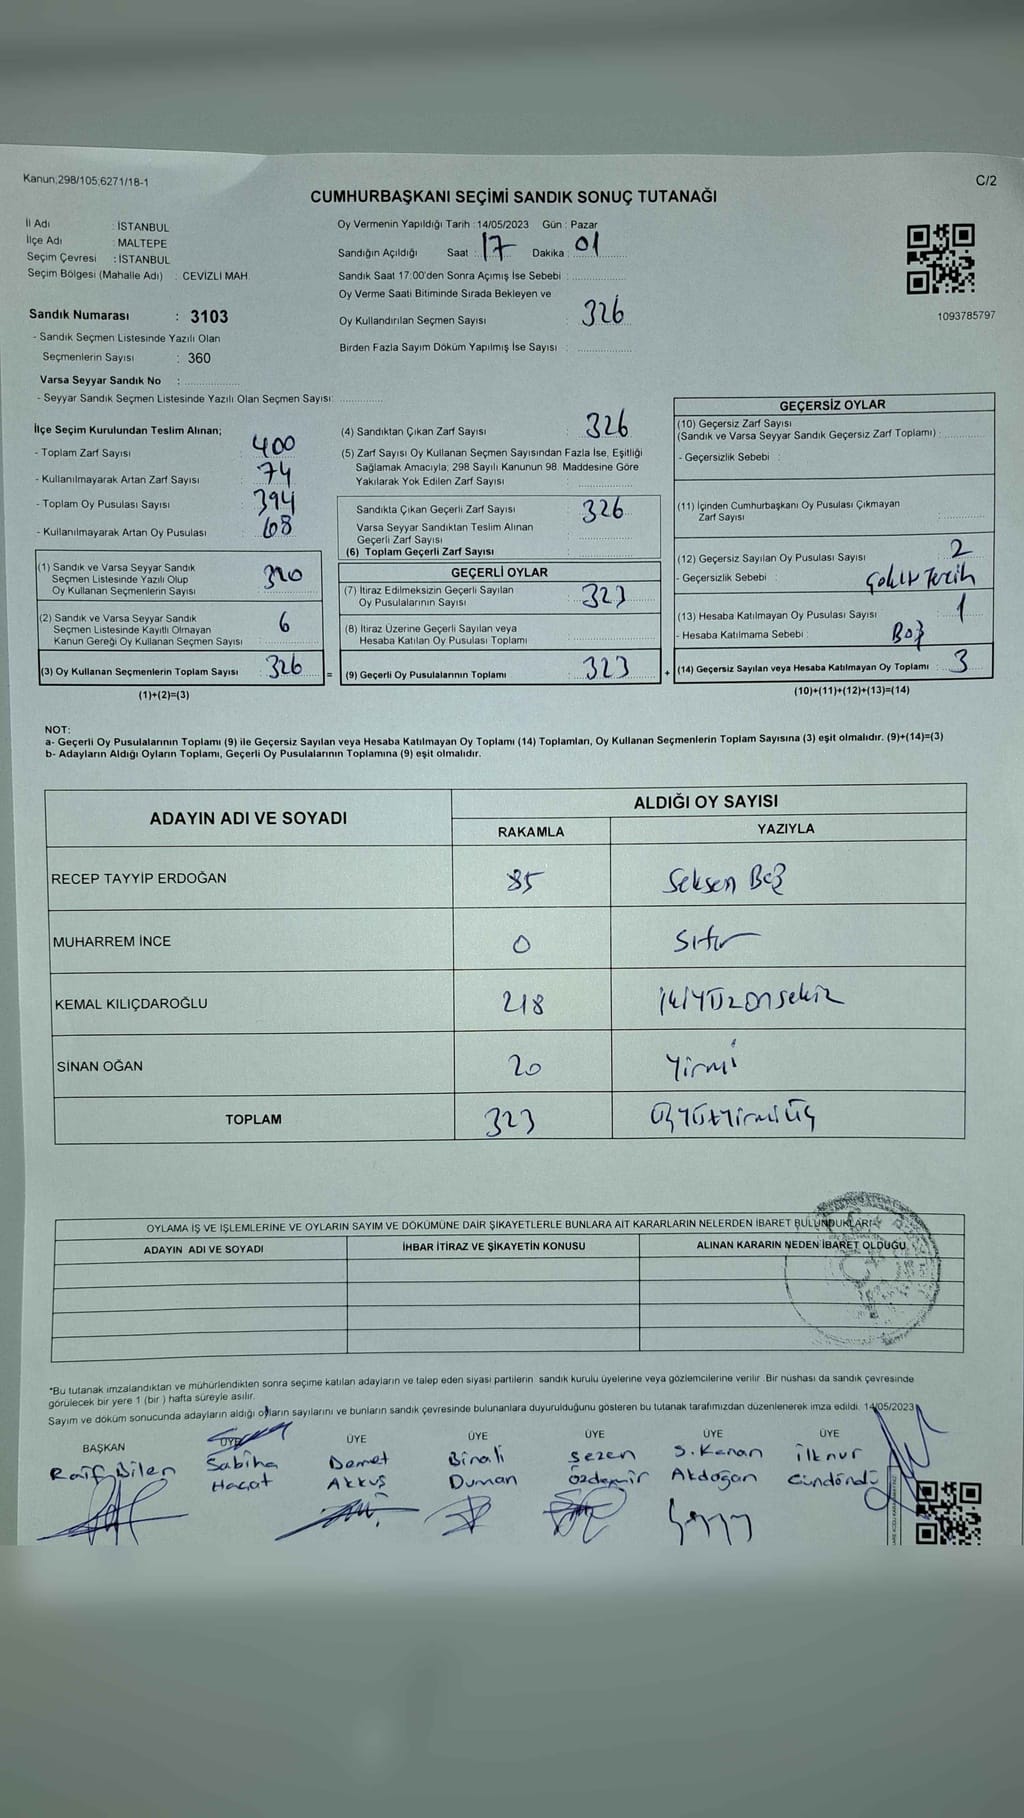 Kanun;298/105;6271/18-1
C/2
CUMHURBAŞKANI SEÇİMİ SANDIK SONUÇ TUTANAĞI
İl Adı : İSTANBUL
İlçe Adı : MALTEPE
Seçim Çevresi : İSTANBUL
Seçim Bölgesi (Mahalle Adı) : CEVİZLİ MAH.
Sandık Numarası : 3103
- Sandık Seçmen Listesinde Yazılı Olan
Seçmenlerin Sayısı : 360
Varsa Seyyar Sandık No :
- Seyyar Sandık Seçmen Listesinde Yazılı Olan Seçmen Sayısı:
Oy Vermenin Yapıldığı Tarih : 14/05/2023 Gün : Pazar
Sandığın Açıldığı Saat : 17 Dakika : 01
Sandık Saat 17:00'den Sonra Açımış İse Sebebi :
Oy Verme Saati Bitiminde Sırada Bekleyen ve
Oy Kullandırılan Seçmen Sayısı : 326
Birden Fazla Sayım Döküm Yapılmış İse Sayısı :
1093785797
İlçe Seçim Kurulundan Teslim Alınan;
- Toplam Zarf Sayısı : 400
- Kullanılmayarak Artan Zarf Sayısı : 74
- Toplam Oy Pusulası Sayısı : 394
- Kullanılmayarak Artan Oy Pusulası : 68
(1) Sandık ve Varsa Seyyar Sandık
Seçmen Listesinde Yazılı Olup
Oy Kullanan Seçmenlerin Sayısı : 320
(2) Sandık ve Varsa Seyyar Sandık
Seçmen Listesinde Kayıtlı Olmayan
Kanun Gereği Oy Kullanan Seçmen Sayısı : 6
(3) Oy Kullanan Seçmenlerin Toplam Sayısı : 326
(1)+(2)=(3)
(4) Sandıktan Çıkan Zarf Sayısı : 326
(5) Zarf Sayısı Oy Kullanan Seçmen Sayısından Fazla İse, Eşitliği
Sağlamak Amacıyla; 298 Sayılı Kanunun 98. Maddesine Göre
Yakılarak Yok Edilen Zarf Sayısı :
Sandıkta Çıkan Geçerli Zarf Sayısı : 326
Varsa Seyyar Sandıktan Teslim Alınan
Geçerli Zarf Sayısı :
(6) Toplam Geçerli Zarf Sayısı :
GEÇERLİ OYLAR
(7) İtiraz Edilmeksizin Geçerli Sayılan
Oy Pusulalarının Sayısı : 323
(8) İtiraz Üzerine Geçerli Sayılan veya
Hesaba Katılan Oy Pusulası Toplamı :
= (9) Geçerli Oy Pusulalarının Toplamı : 323
GEÇERSİZ OYLAR
(10) Geçersiz Zarf Sayısı
(Sandık ve Varsa Seyyar Sandık Geçersiz Zarf Toplamı) :
- Geçersizlik Sebebi :
(11) İçinden Cumhurbaşkanı Oy Pusulası Çıkmayan
Zarf Sayısı :
(12) Geçersiz Sayılan Oy Pusulası Sayısı : 2
- Geçersizlik Sebebi : Çoklu Tercih
(13) Hesaba Katılmayan Oy Pusulası Sayısı : 1
- Hesaba Katılmama Sebebi : Boş
+ (14) Geçersiz Sayılan veya Hesaba Katılmayan Oy Toplamı : 3
(10)+(11)+(12)+(13)=(14)
NOT:
a- Geçerli Oy Pusulalarının Toplamı (9) ile Geçersiz Sayılan veya Hesaba Katılmayan Oy Toplamı (14) Toplamları, Oy Kullanan Seçmenlerin Toplam Sayısına (3) eşit olmalıdır. (9)+(14)=(3)
b- Adayların Aldığı Oyların Toplamı, Geçerli Oy Pusulalarının Toplamına (9) eşit olmalıdır.
ADAYIN ADI VE SOYADI
ALDIĞI OY SAYISI
RAKAMLA YAZIYLA
RECEP TAYYİP ERDOĞAN 85 Seksen Beş
MUHARREM İNCE 0 Sıfır
KEMAL KILIÇDAROĞLU 218 İkiyüzonsekiz
SİNAN OĞAN 20 Yirmi
TOPLAM 323 Üçyüzyirmiüç
OYLAMA İŞ VE İŞLEMLERİNE VE OYLARIN SAYIM VE DÖKÜMÜNE DAİR ŞİKAYETLERLE BUNLARA AİT KARARLARIN NELERDEN İBARET BULUNDUKLARI
ADAYIN ADI VE SOYADI İHBAR İTİRAZ VE ŞİKAYETİN KONUSU ALINAN KARARIN NEDEN İBARET OLDUĞU
*Bu tutanak imzalandıktan ve mühürlendikten sonra seçime katılan adayların ve talep eden siyasi partilerin sandık kurulu üyelerine veya gözlemcilerine verilir. Bir nüshası da sandık çevresinde
görülecek bir yere 1 (bir ) hafta süreyle asılır.
Sayım ve döküm sonucunda adayların aldığı oyların sayılarını ve bunların sandık çevresinde bulunanlara duyurulduğunu gösteren bu tutanak tarafımızdan düzenlenerek imza edildi. 14/05/2023
BAŞKAN ÜYE ÜYE ÜYE ÜYE ÜYE ÜYE
Raif Bilen Sabiha Demet Binali Sezen S. Kenan İlknur
Hacat Akkuş Duman Özdemir Akdoğan Gündöndü